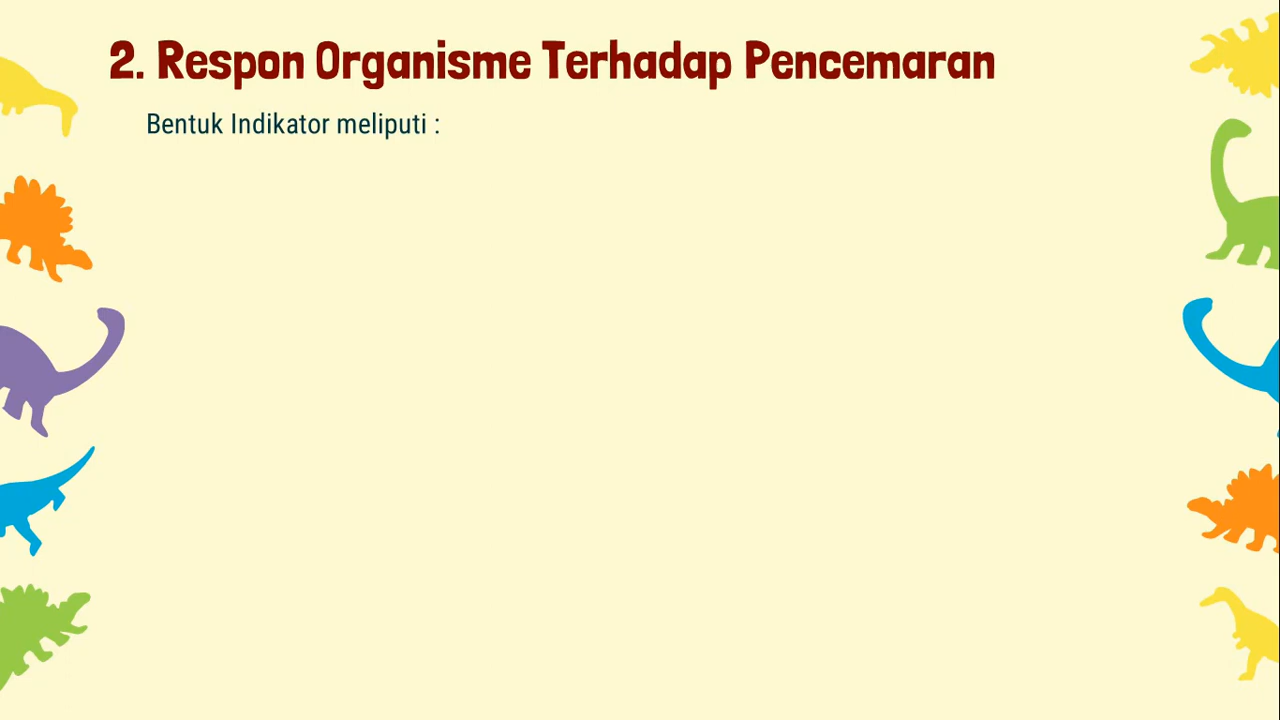 2. Respon Organisme Terhadap Pencemaran
Bentuk Indikator meliputi :